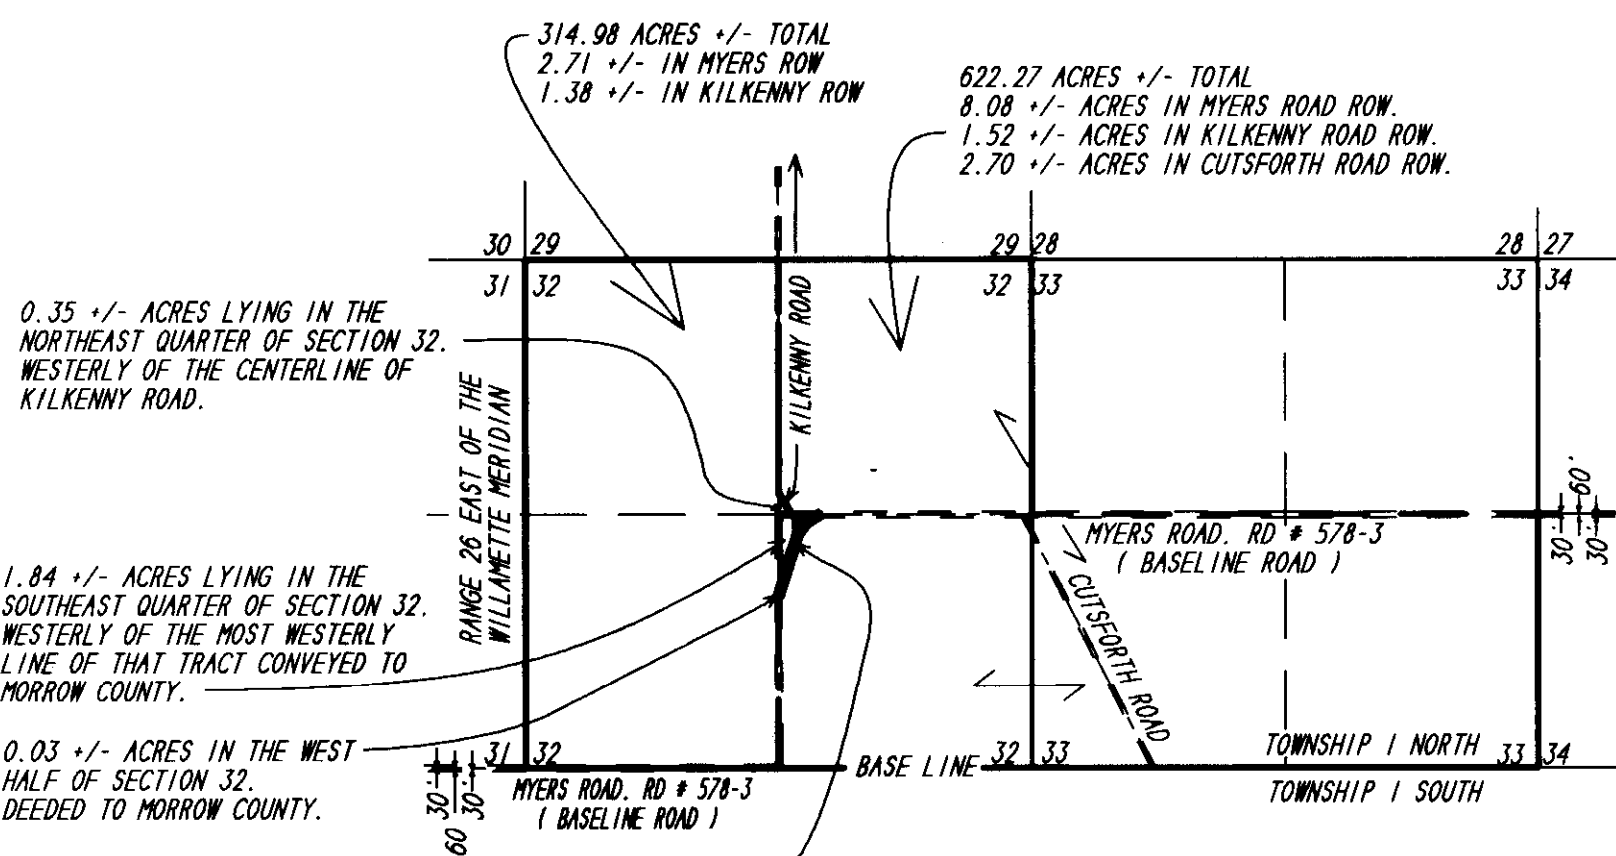 314.98 ACRES +/- TOTAL
2.71 +/- IN MYERS ROW
1.38 +/- IN KILKENNY ROW
622.27 ACRES +/- TOTAL
8.08 +/- ACRES IN MYERS ROAD ROW.
1.52 +/- ACRES IN KILKENNY ROAD ROW.
2.70 +/- ACRES IN CUTSFORTH ROAD ROW.
30 29
29 28
28 27
31 32
32 33
33 34
0.35 +/- ACRES LYING IN THE
NORTHEAST QUARTER OF SECTION 32.
WESTERLY OF THE CENTERLINE OF
KILKENNY ROAD.
KILKENNY ROAD
RANGE 26 EAST OF THE
WILLAMETTE MERIDIAN
60'
30'
30'
MYERS ROAD. RD # 578-3
( BASELINE ROAD )
CUTSFORTH ROAD
1.84 +/- ACRES LYING IN THE
SOUTHEAST QUARTER OF SECTION 32.
WESTERLY OF THE MOST WESTERLY
LINE OF THAT TRACT CONVEYED TO
MORROW COUNTY.
0.03 +/- ACRES IN THE WEST
HALF OF SECTION 32.
DEEDED TO MORROW COUNTY.
31 32
BASE LINE
32 33
TOWNSHIP 1 NORTH
33 34
TOWNSHIP 1 SOUTH
30'
30'
60
MYERS ROAD. RD # 578-3
( BASELINE ROAD )